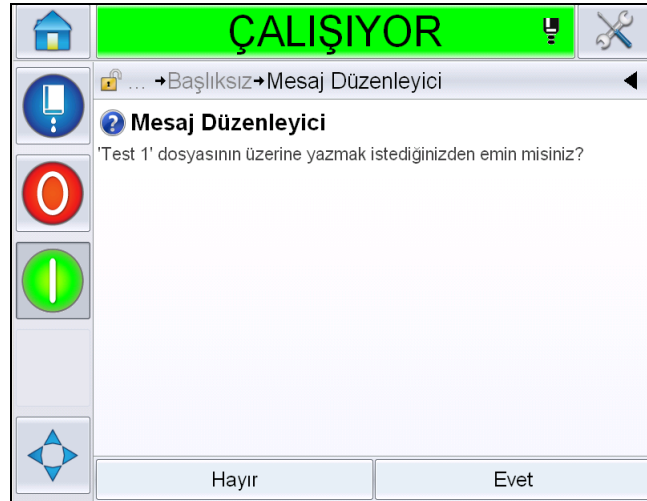 ÇALIŞIYOR
... →Başlıksız→Mesaj Düzenleyici
Mesaj Düzenleyici
'Test 1' dosyasının üzerine yazmak istediğinizden emin misiniz?
Hayır
Evet